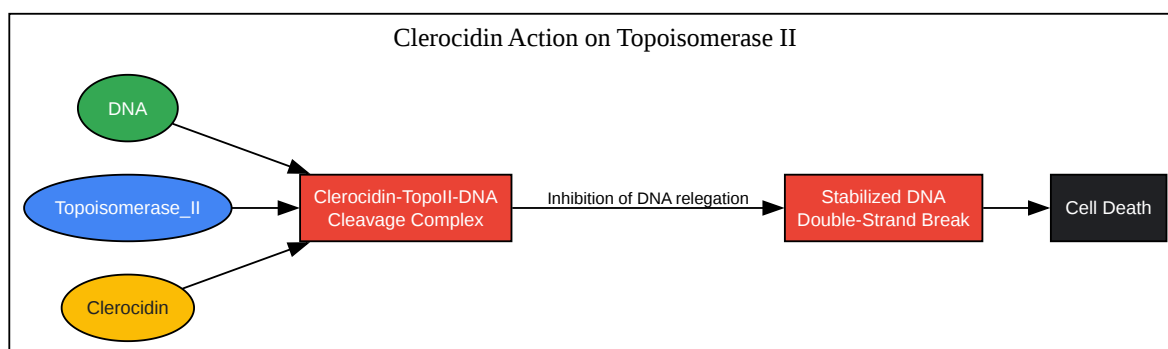 Clerocidin Action on Topoisomerase II
DNA
Topoisomerase_II
Clerocidin
Clerocidin-TopoII-DNA
Cleavage Complex
Inhibition of DNA relegation
Stabilized DNA
Double-Strand Break
Cell Death